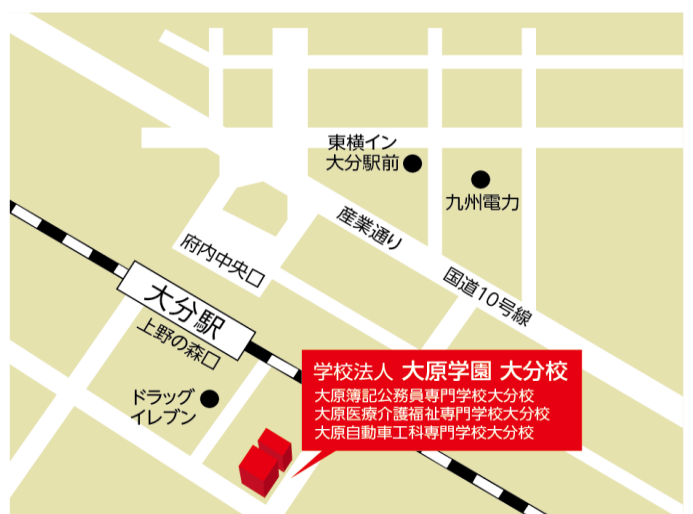 東横イン
大分駅前
九州電力
産業通り
国道10号線
府内中央口
大分駅
上野の森口
ドラッグ
イレブン
学校法人 大原学園 大分校
大原簿記公務員専門学校大分校
大原医療介護福祉専門学校大分校
大原自動車工科専門学校大分校